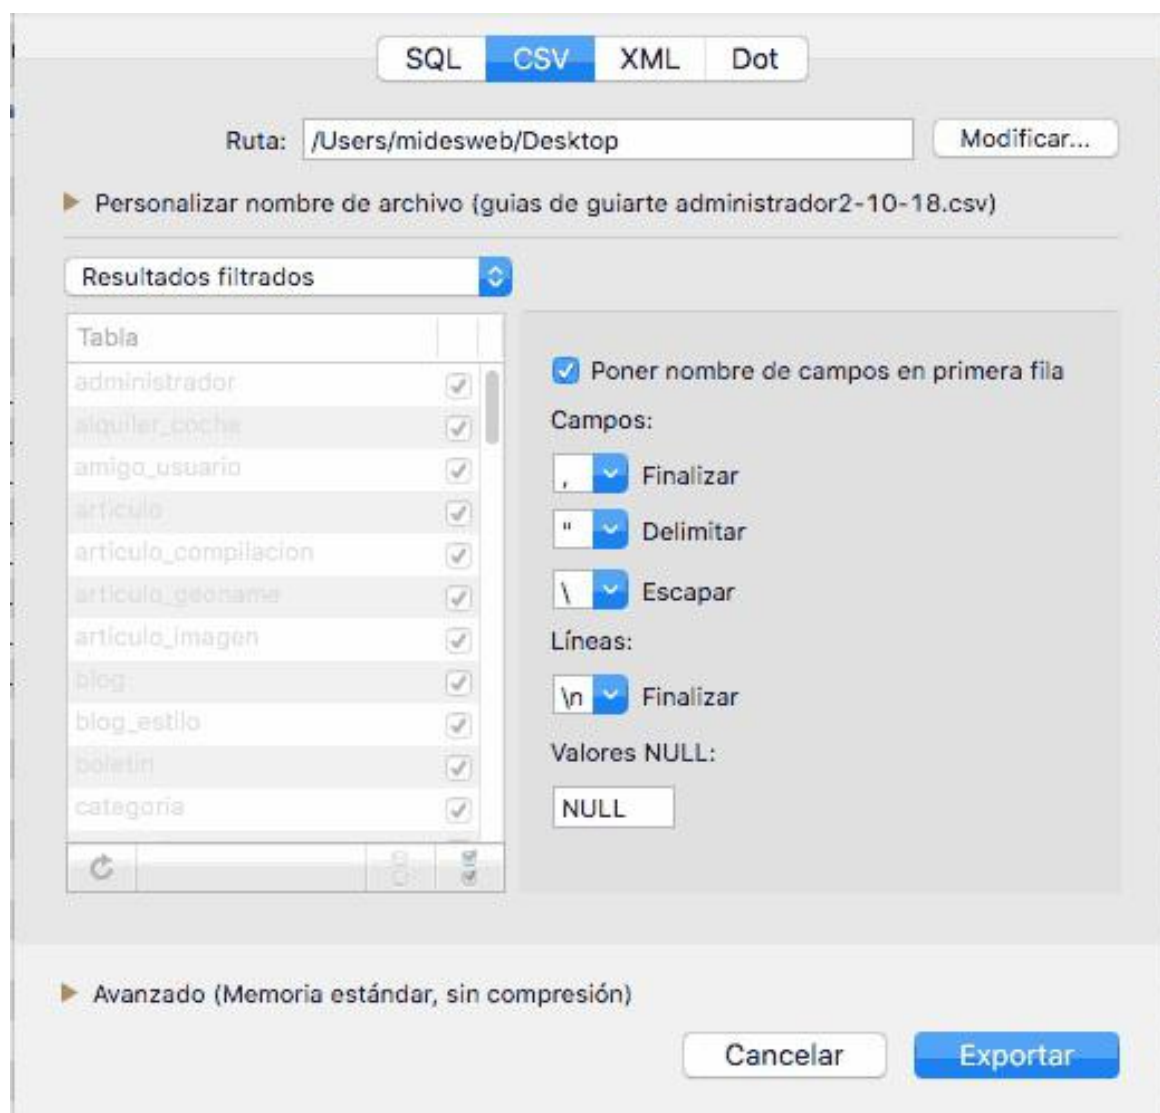 SQL CSV XML Dot
Ruta: /Users/midesweb/Desktop Modificar...
Personalizar nombre de archivo (guias de guiarte administrador2-10-18.csv)
Resultados filtrados
Tabla
administrador
alquiler_coche
amigo_usuario
articulo
articulo_compilacion
articulo_geoname
articulo_imagen
blog
blog_estilo
boletin
categoria
Poner nombre de campos en primera fila
Campos:
, Finalizar
" Delimitar
\ Escapar
Líneas:
\n Finalizar
Valores NULL:
NULL
Avanzado (Memoria estándar, sin compresión)
Cancelar Exportar